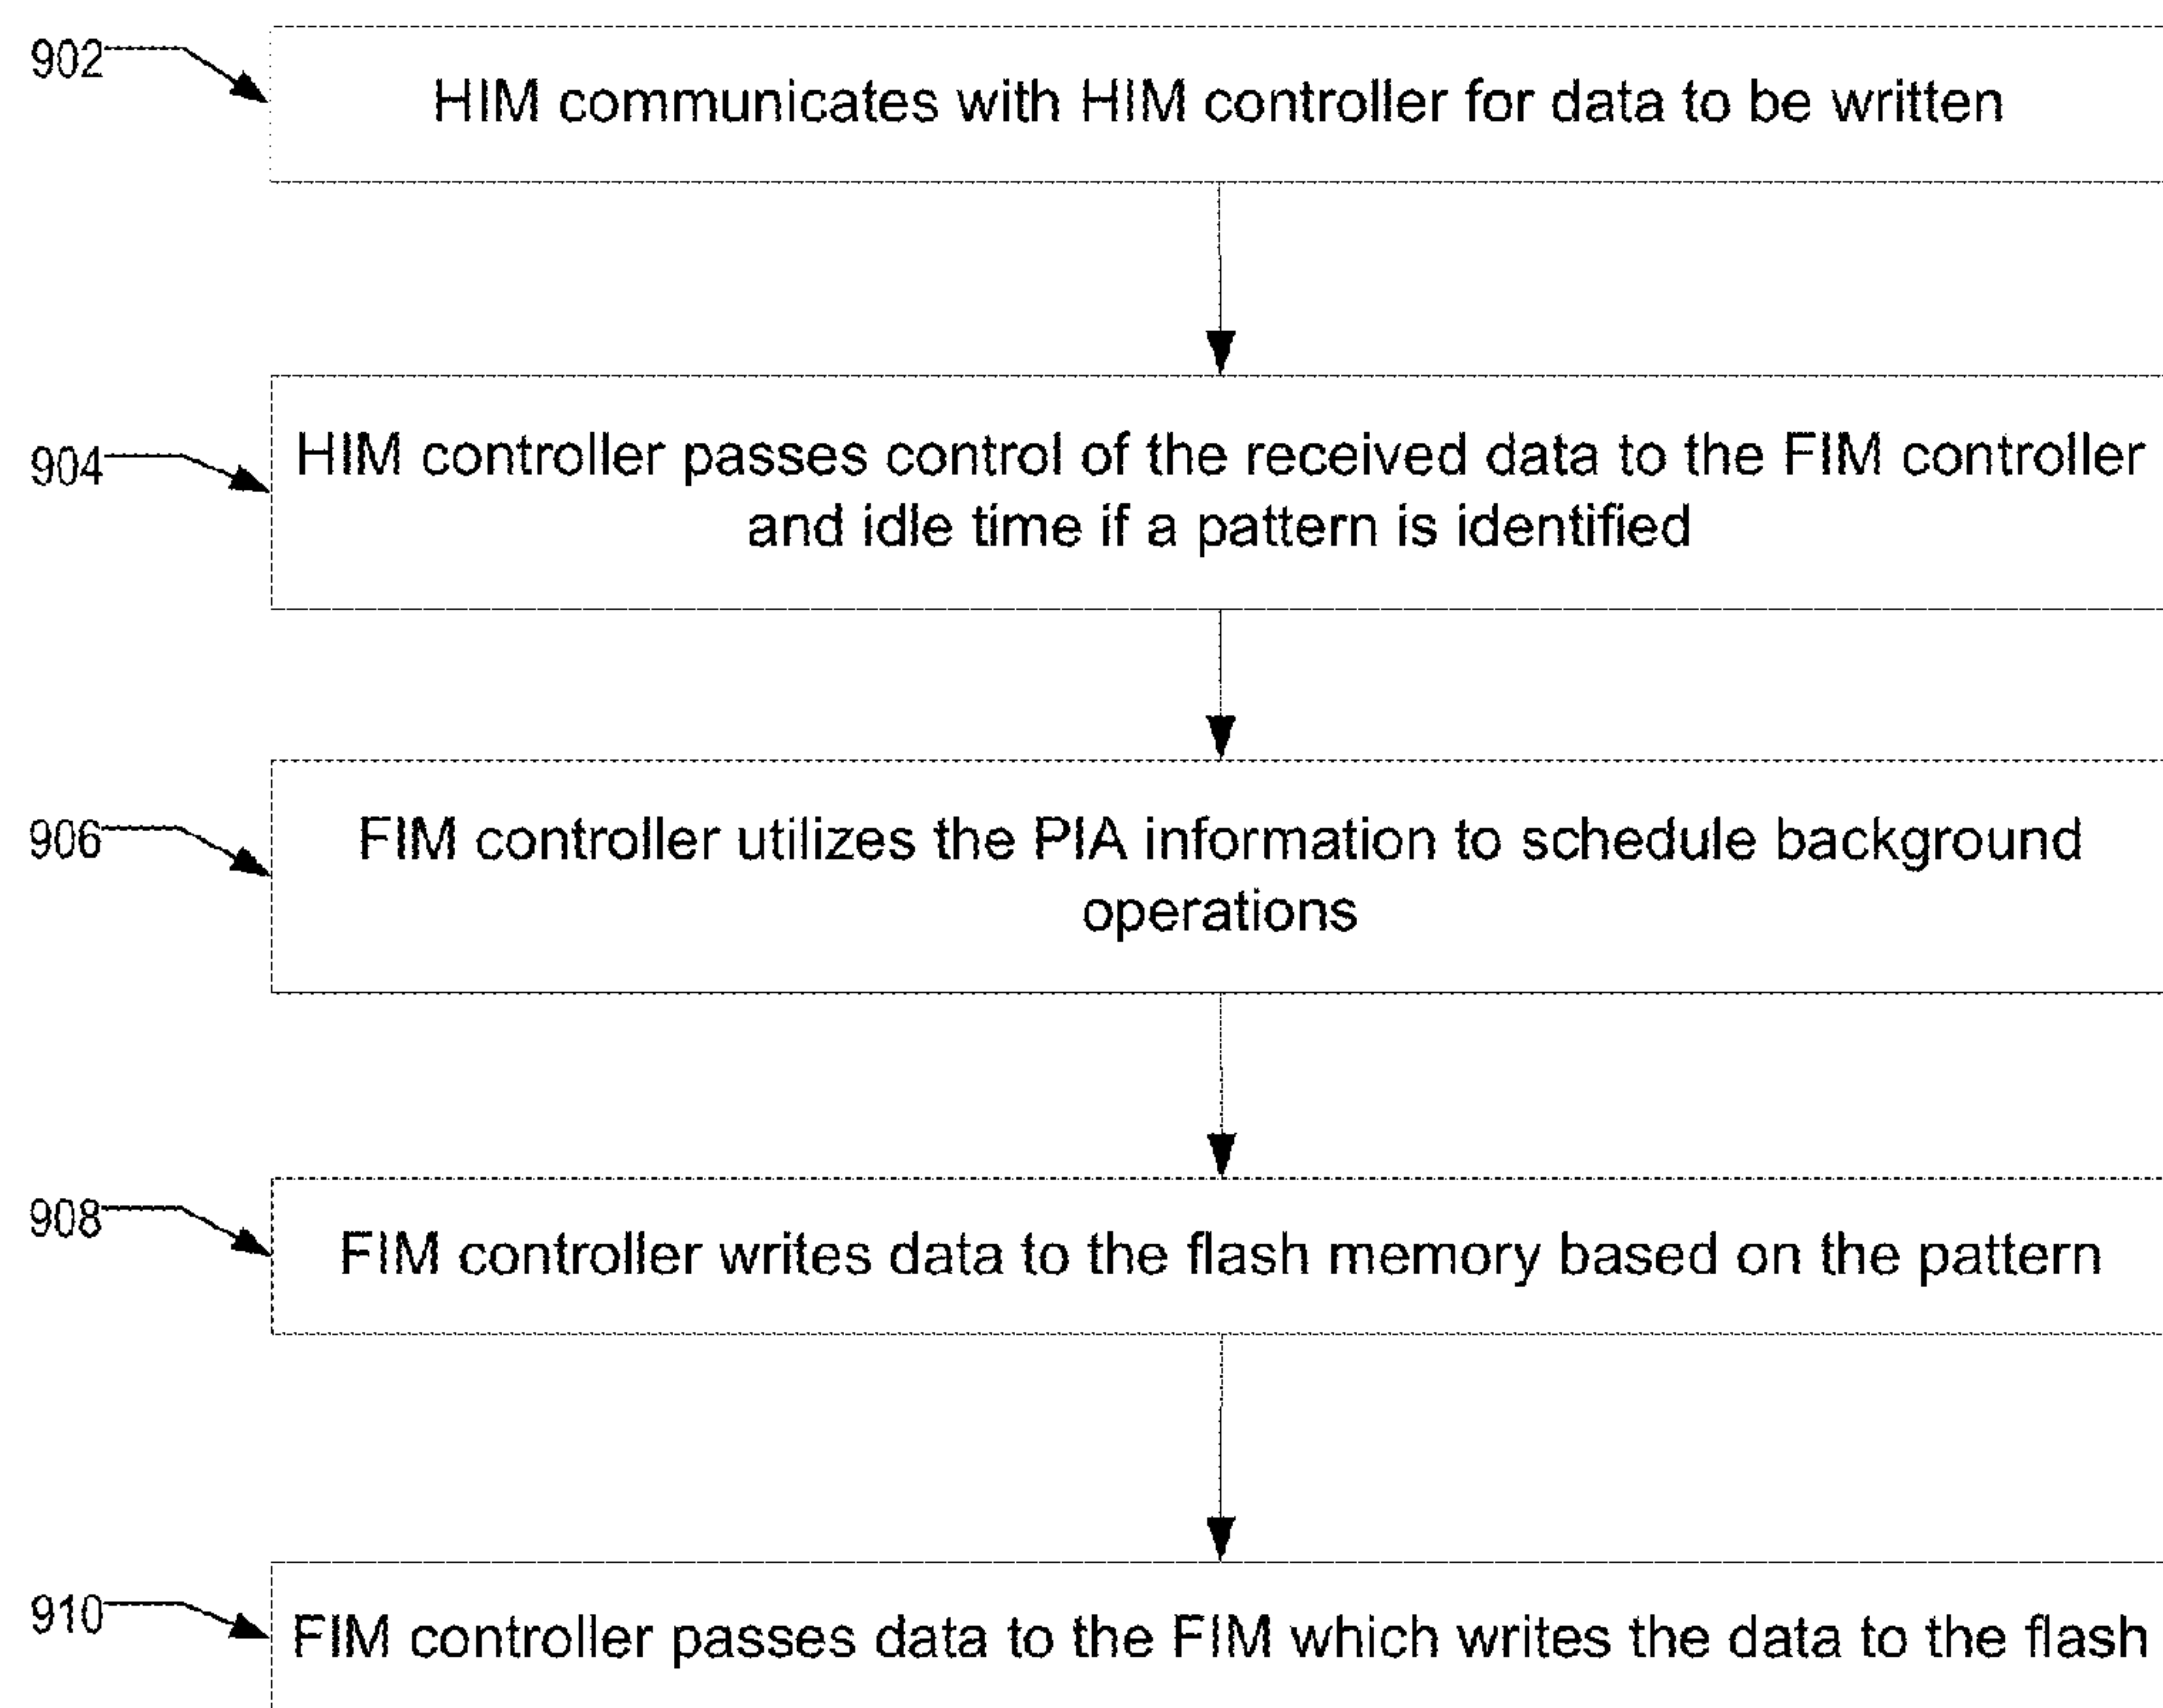 902
HIM communicates with HIM controller for data to be written
904
HIM controller passes control of the received data to the FIM controller
and idle time if a pattern is identified
906
FIM controller utilizes the PIA information to schedule background
operations
908
FIM controller writes data to the flash memory based on the pattern
910
FIM controller passes data to the FIM which writes the data to the flash